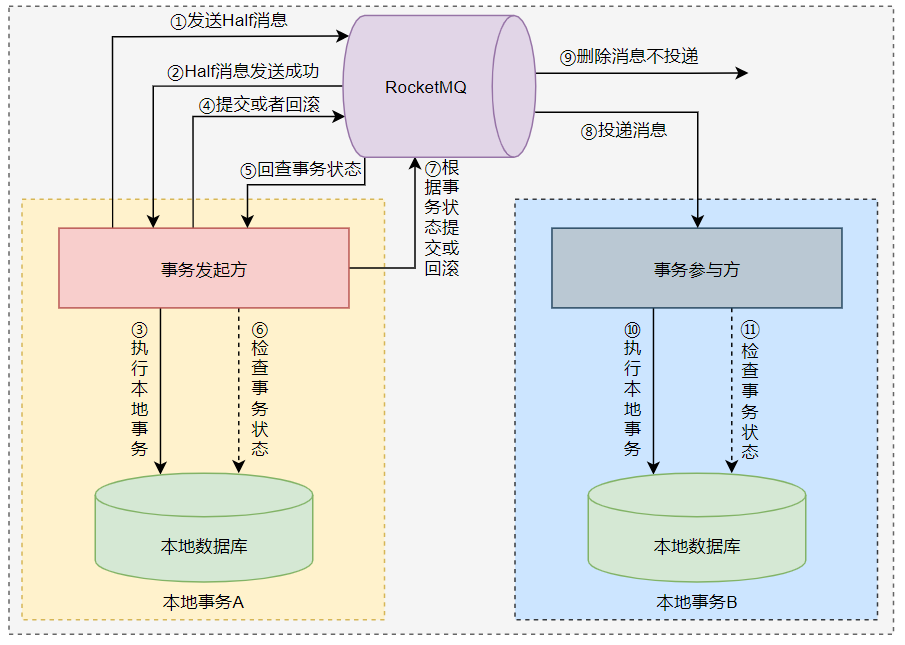 ①发送Half消息
②Half消息发送成功
④提交或者回滚
RocketMQ
⑨删除消息不投递
⑧投递消息
⑤回查事务状态
⑦根
据事
务状
态提
交或
回滚
事务发起方
事务参与方
③执行本地事务
⑥检查事务状态
⑩执行本地事务
⑪检查事务状态
本地数据库
本地数据库
本地事务A
本地事务B